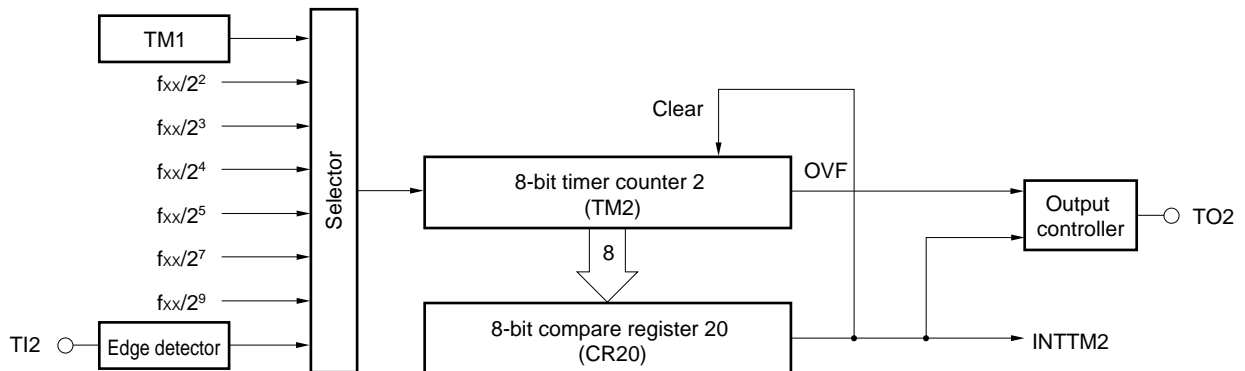 TM1
fxx/2²
fxx/2³
fxx/2⁴
fxx/2⁵
fxx/2⁷
fxx/2⁹
TI2
Edge detector
Selector
Clear
8-bit timer counter 2
(TM2)
OVF
8
8-bit compare register 20
(CR20)
Output
controller
TO2
INTTM2